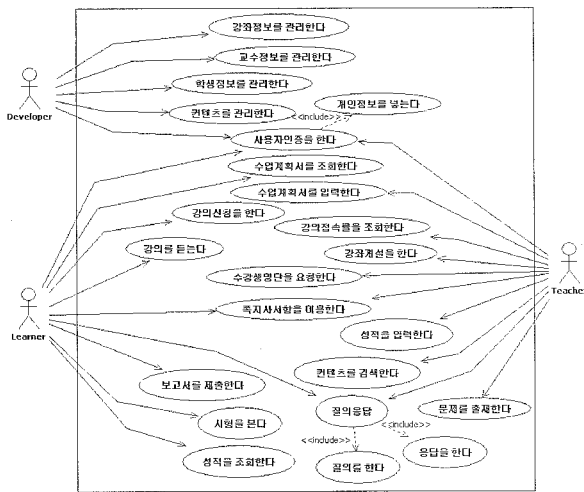 강좌정보를 관리한다
교수정보를 관리한다
학생정보를 관리한다
개인정보를 넣는다
컨텐츠를 관리한다
<<include>>
Developer
사용자인증을 한다
수업계획서를 조회한다
수업계획서를 입력한다
강의신청을 한다
강의접속률을 조회한다
강의를 듣는다
강좌개설을 한다
수강생명단을 요청한다
Teacher
Learner
쪽지사서함을 이용한다
성적을 입력한다
컨텐츠를 검색한다
보고서를 제출한다
질의응답
문제를 출제한다
시험을 본다
<<include>>
<<include>>
응답을 한다
성적을 조회한다
질의를 한다